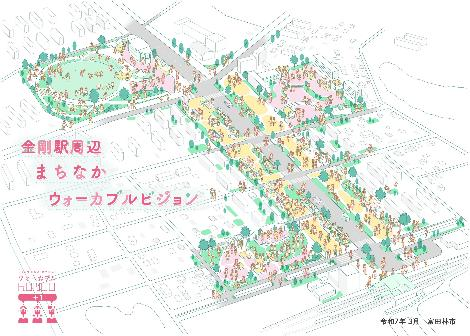 金剛駅周辺
まちなか
ウォーカブルビジョン
+1
令和7年3月 富田林市